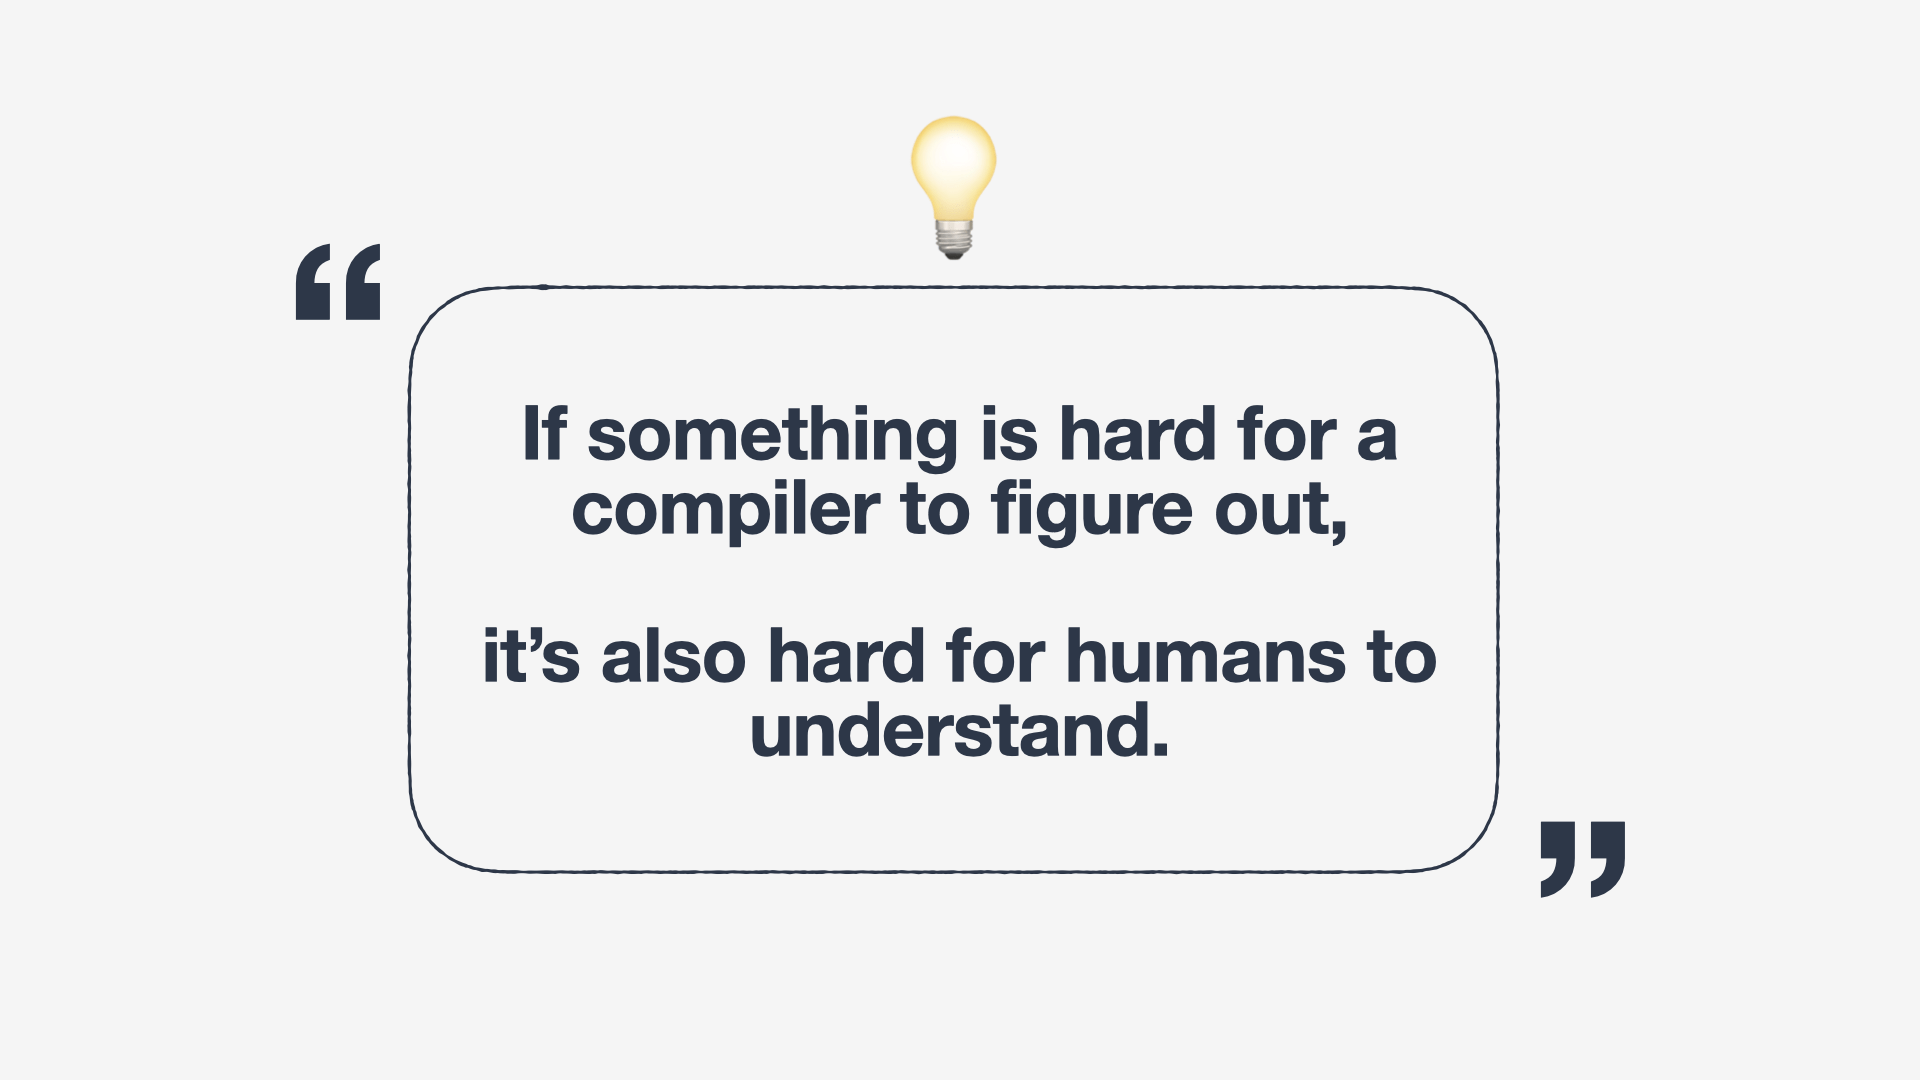 “
If something is hard for a
compiler to figure out,
it’s also hard for humans to
understand.
”